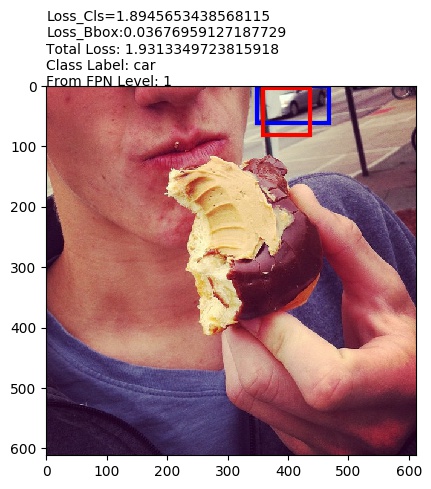 Loss_Cls=1.8945653438568115
Loss_Bbox:0.03676959127187729
Total Loss: 1.9313349723815918
Class Label: car
From FPN Level: 1
0
100
200
300
400
500
600
0 100 200 300 400 500 600